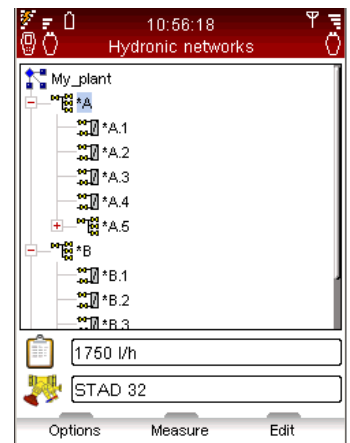 10:56:18
Hydronic networks
My_plant
*A
*A.1
*A.2
*A.3
*A.4
*A.5
*B
*B.1
*B.2
*B.3
1750 l/h
STAD 32
Options Measure Edit